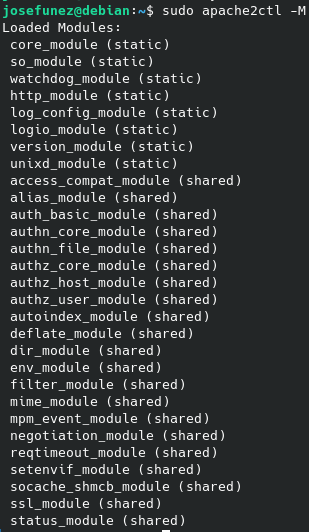 josefunez@debian:~$ sudo apache2ctl -M
Loaded Modules:
core_module (static)
so_module (static)
watchdog_module (static)
http_module (static)
log_config_module (static)
logio_module (static)
version_module (static)
unixd_module (static)
access_compat_module (shared)
alias_module (shared)
auth_basic_module (shared)
authn_core_module (shared)
authn_file_module (shared)
authz_core_module (shared)
authz_host_module (shared)
authz_user_module (shared)
autoindex_module (shared)
deflate_module (shared)
dir_module (shared)
env_module (shared)
filter_module (shared)
mime_module (shared)
mpm_event_module (shared)
negotiation_module (shared)
reqtimeout_module (shared)
setenvif_module (shared)
socache_shmcb_module (shared)
ssl_module (shared)
status_module (shared)